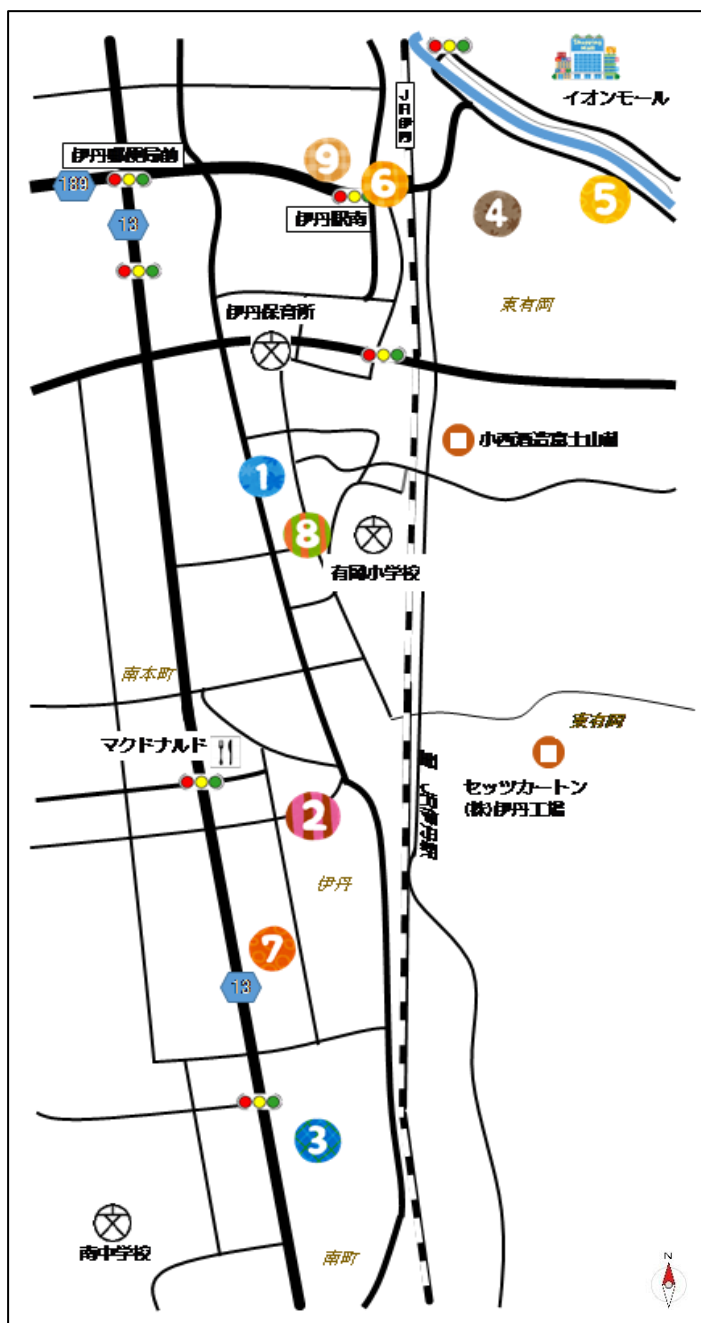 Shopping Mall
イオンモール
JR伊丹
伊丹郵便局前
9
6
189
伊丹駅南
4
5
13
東有岡
伊丹保育所
小西酒造富士山蔵
1
8
有岡小学校
南本町
東有岡
マクドナルド
セッツカートン
(株)伊丹工場
2
伊丹
7
13
3
南中学校
南町
N